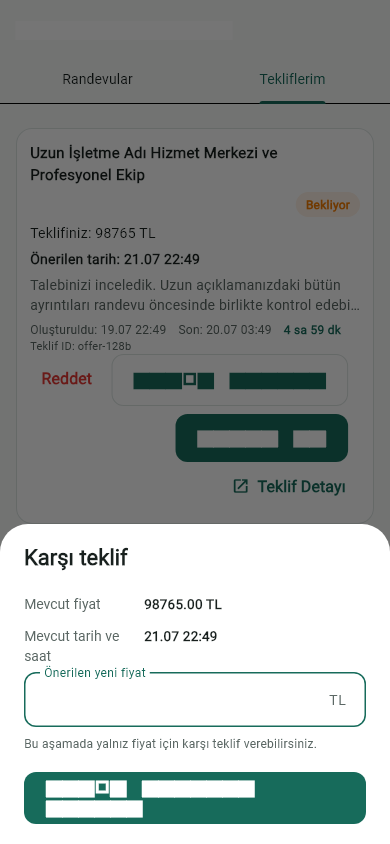 Randevular
Tekliflerim
Uzun İşletme Adı Hizmet Merkezi ve
Profesyonel Ekip
Bekliyor
Teklifiniz: 98765 TL
Önerilen tarih: 21.07 22:49
Talebinizi inceledik. Uzun açıklamanızdaki bütün
ayrıntıları randevu öncesinde birlikte kontrol edebi...
Oluşturuldu: 19.07 22:49 Son: 20.07 03:49 4 sa 59 dk
Teklif ID: offer-128b
Reddet
Teklif Detayı
Karşı teklif
Mevcut fiyat 98765.00 TL
Mevcut tarih ve 21.07 22:49
saat
Önerilen yeni fiyat
TL
Bu aşamada yalnız fiyat için karşı teklif verebilirsiniz.